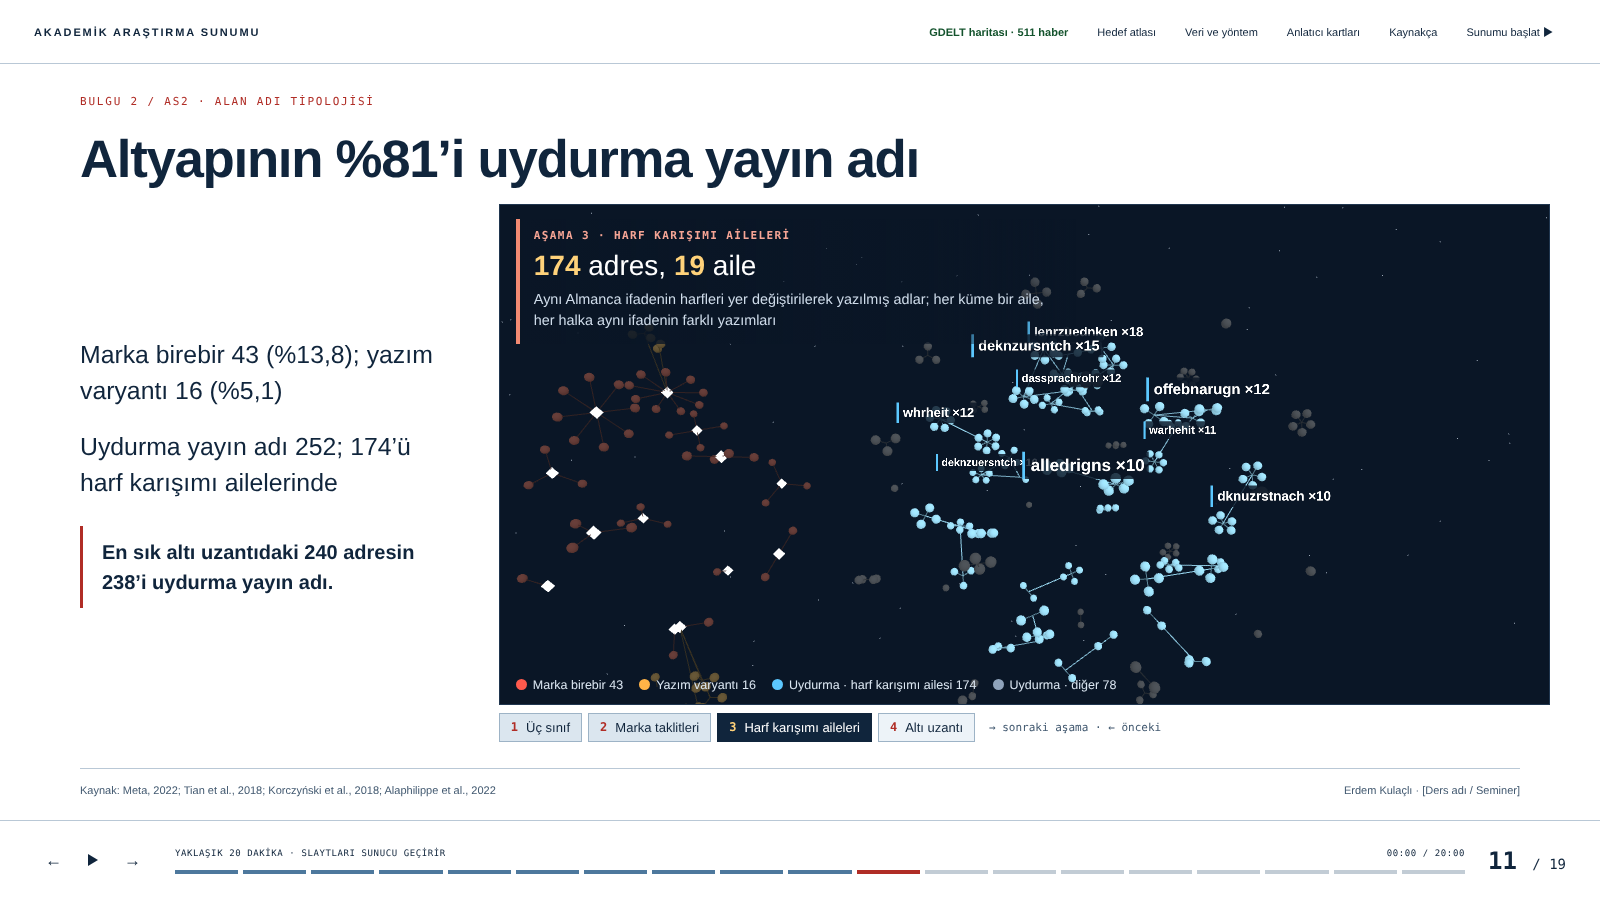 AKADEMİK ARAŞTIRMA SUNUMU
GDELT haritası · 511 haber
Hedef atlası
Veri ve yöntem
Anlatıcı kartları
Kaynakça
Sunumu başlat ▶
BULGU 2 / AS2 · ALAN ADI TİPOLOJİSİ
Altyapının %81’i uydurma yayın adı
Marka birebir 43 (%13,8); yazım
varyantı 16 (%5,1)
Uydurma yayın adı 252; 174’ü
harf karışımı ailelerinde
En sık altı uzantıdaki 240 adresin
238’i uydurma yayın adı.
AŞAMA 3 · HARF KARIŞIMI AİLELERİ
174 adres, 19 aile
Aynı Almanca ifadenin harfleri yer değiştirilerek yazılmış adlar; her küme bir aile,
her halka aynı ifadenin farklı yazımları
lenrzuednken ×18
deknzursntch ×15
dassprachrohr ×12
offebnarugn ×12
whrheit ×12
warhehit ×11
deknzuersntch
alledrigns ×10
dknuzrstnach ×10
Marka birebir 43
Yazım varyantı 16
Uydurma · harf karışımı ailesi 174
Uydurma · diğer 78
1 Üç sınıf
2 Marka taklitleri
3 Harf karışımı aileleri
4 Altı uzantı
→ sonraki aşama · ← önceki
Kaynak: Meta, 2022; Tian et al., 2018; Korczyński et al., 2018; Alaphilippe et al., 2022
Erdem Kulaçlı · [Ders adı / Seminer]
← ▶ →
YAKLAŞIK 20 DAKİKA · SLAYTLARI SUNUCU GEÇİRİR
00:00 / 20:00
11 / 19